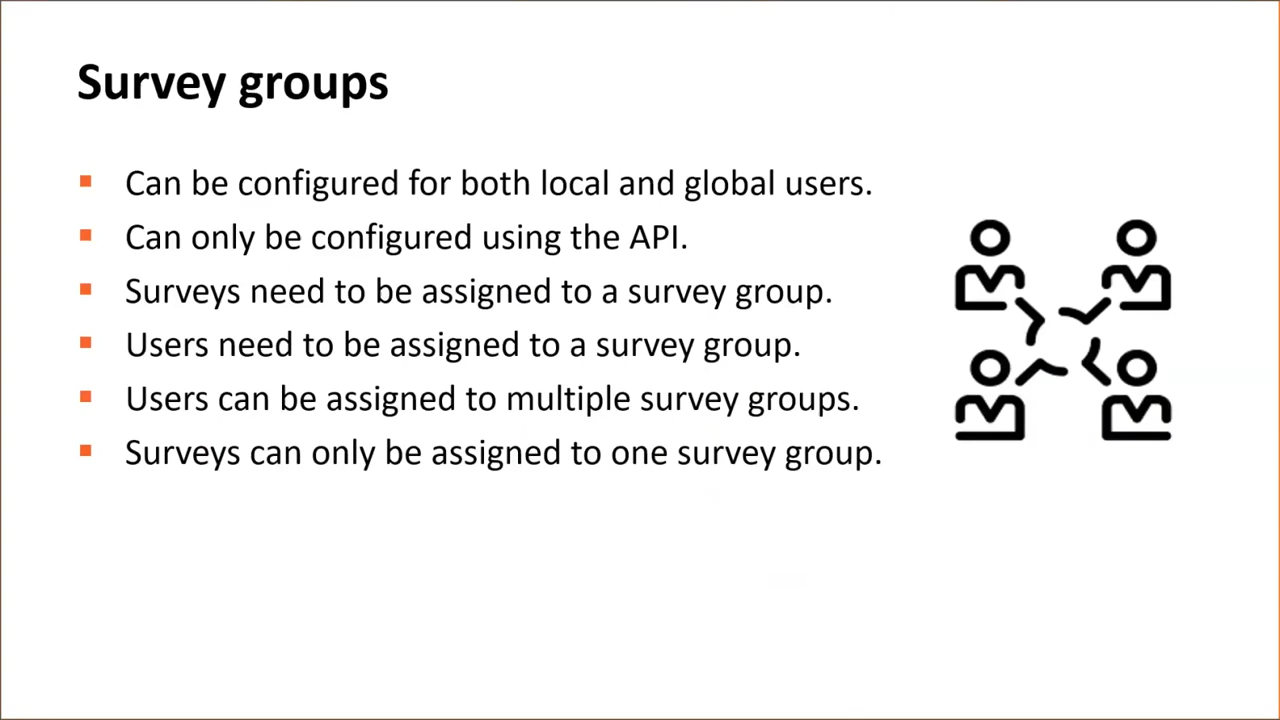 Survey groups
Can be configured for both local and global users.
Can only be configured using the API.
Surveys need to be assigned to a survey group.
Users need to be assigned to a survey group.
Users can be assigned to multiple survey groups.
Surveys can only be assigned to one survey group.